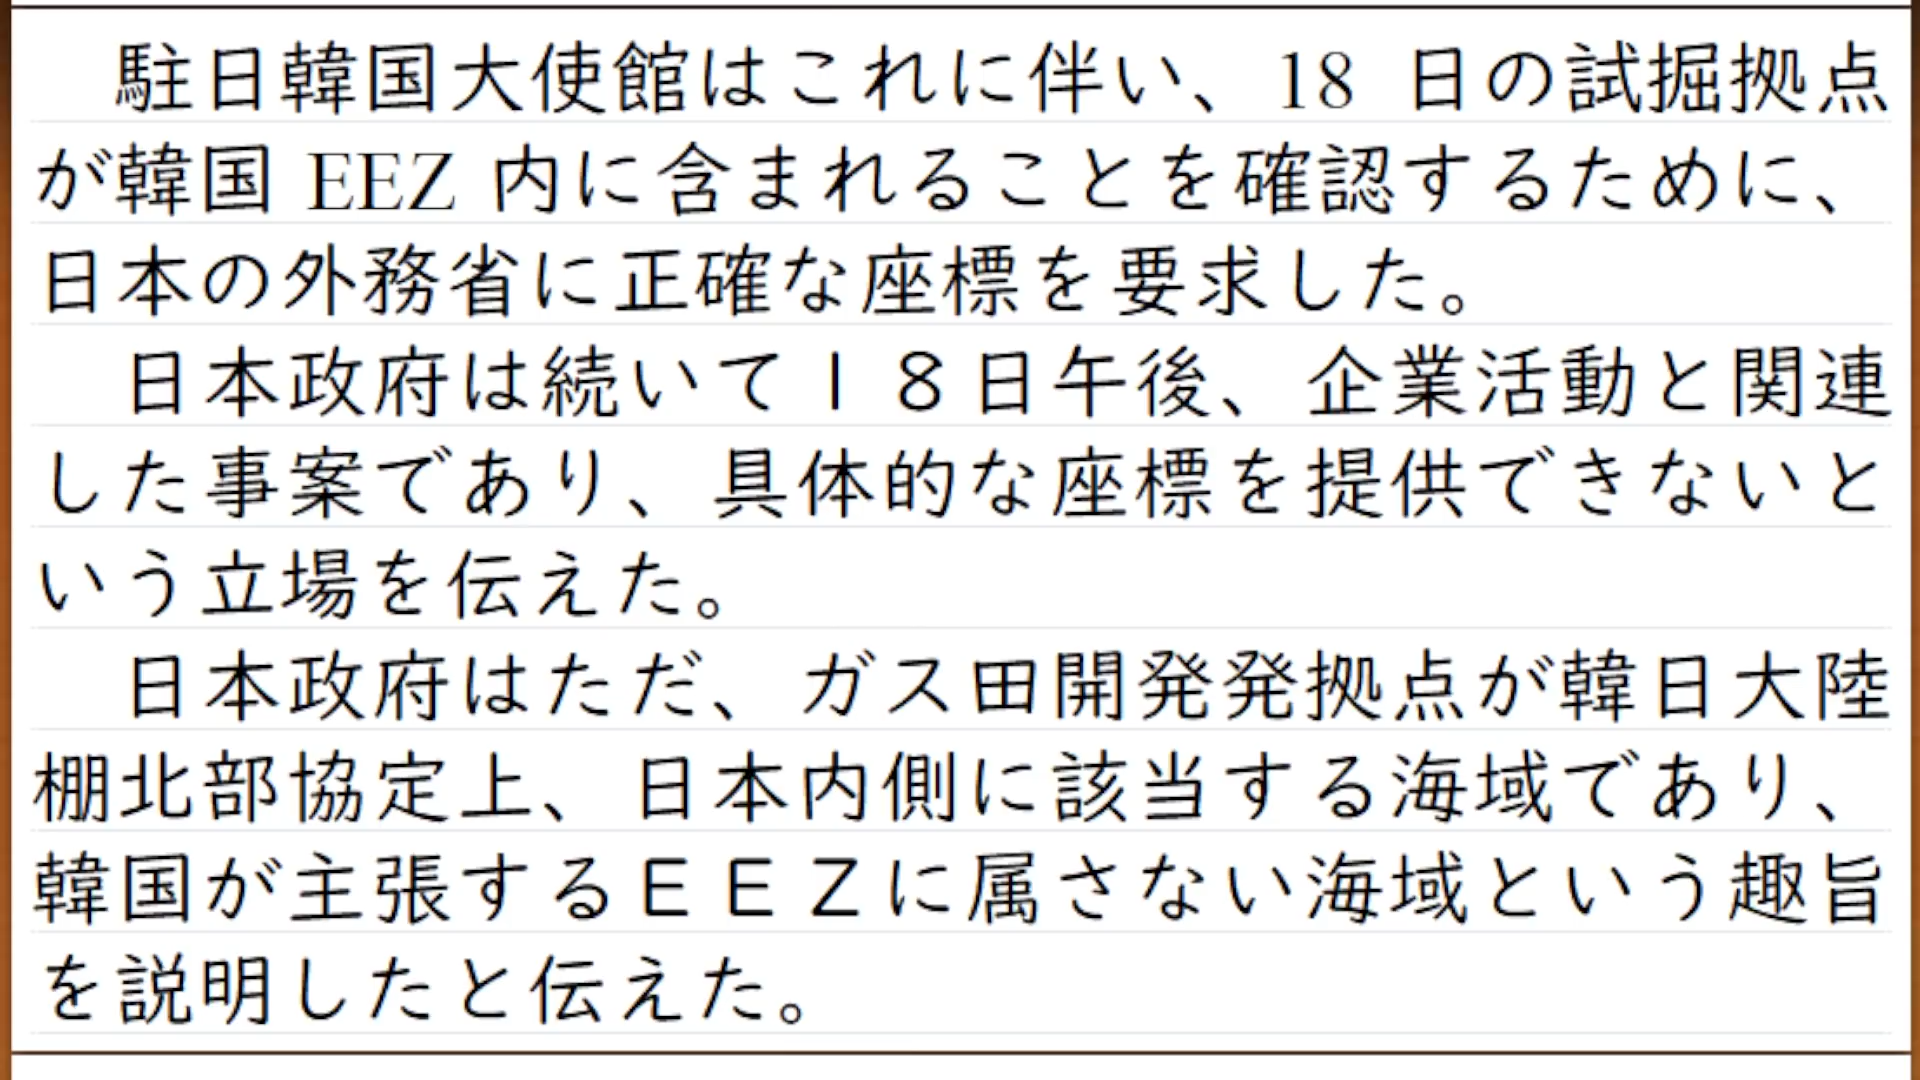 駐日韓国大使館はこれに伴い、18 日の試掘拠点
が韓国 EEZ 内に含まれることを確認するために、
日本の外務省に正確な座標を要求した。
日本政府は続いて１８日午後、企業活動と関連
した事案であり、具体的な座標を提供できないと
いう立場を伝えた。
日本政府はただ、ガス田開発発拠点が韓日大陸
棚北部協定上、日本内側に該当する海域であり、
韓国が主張するＥＥＺに属さない海域という趣旨
を説明したと伝えた。